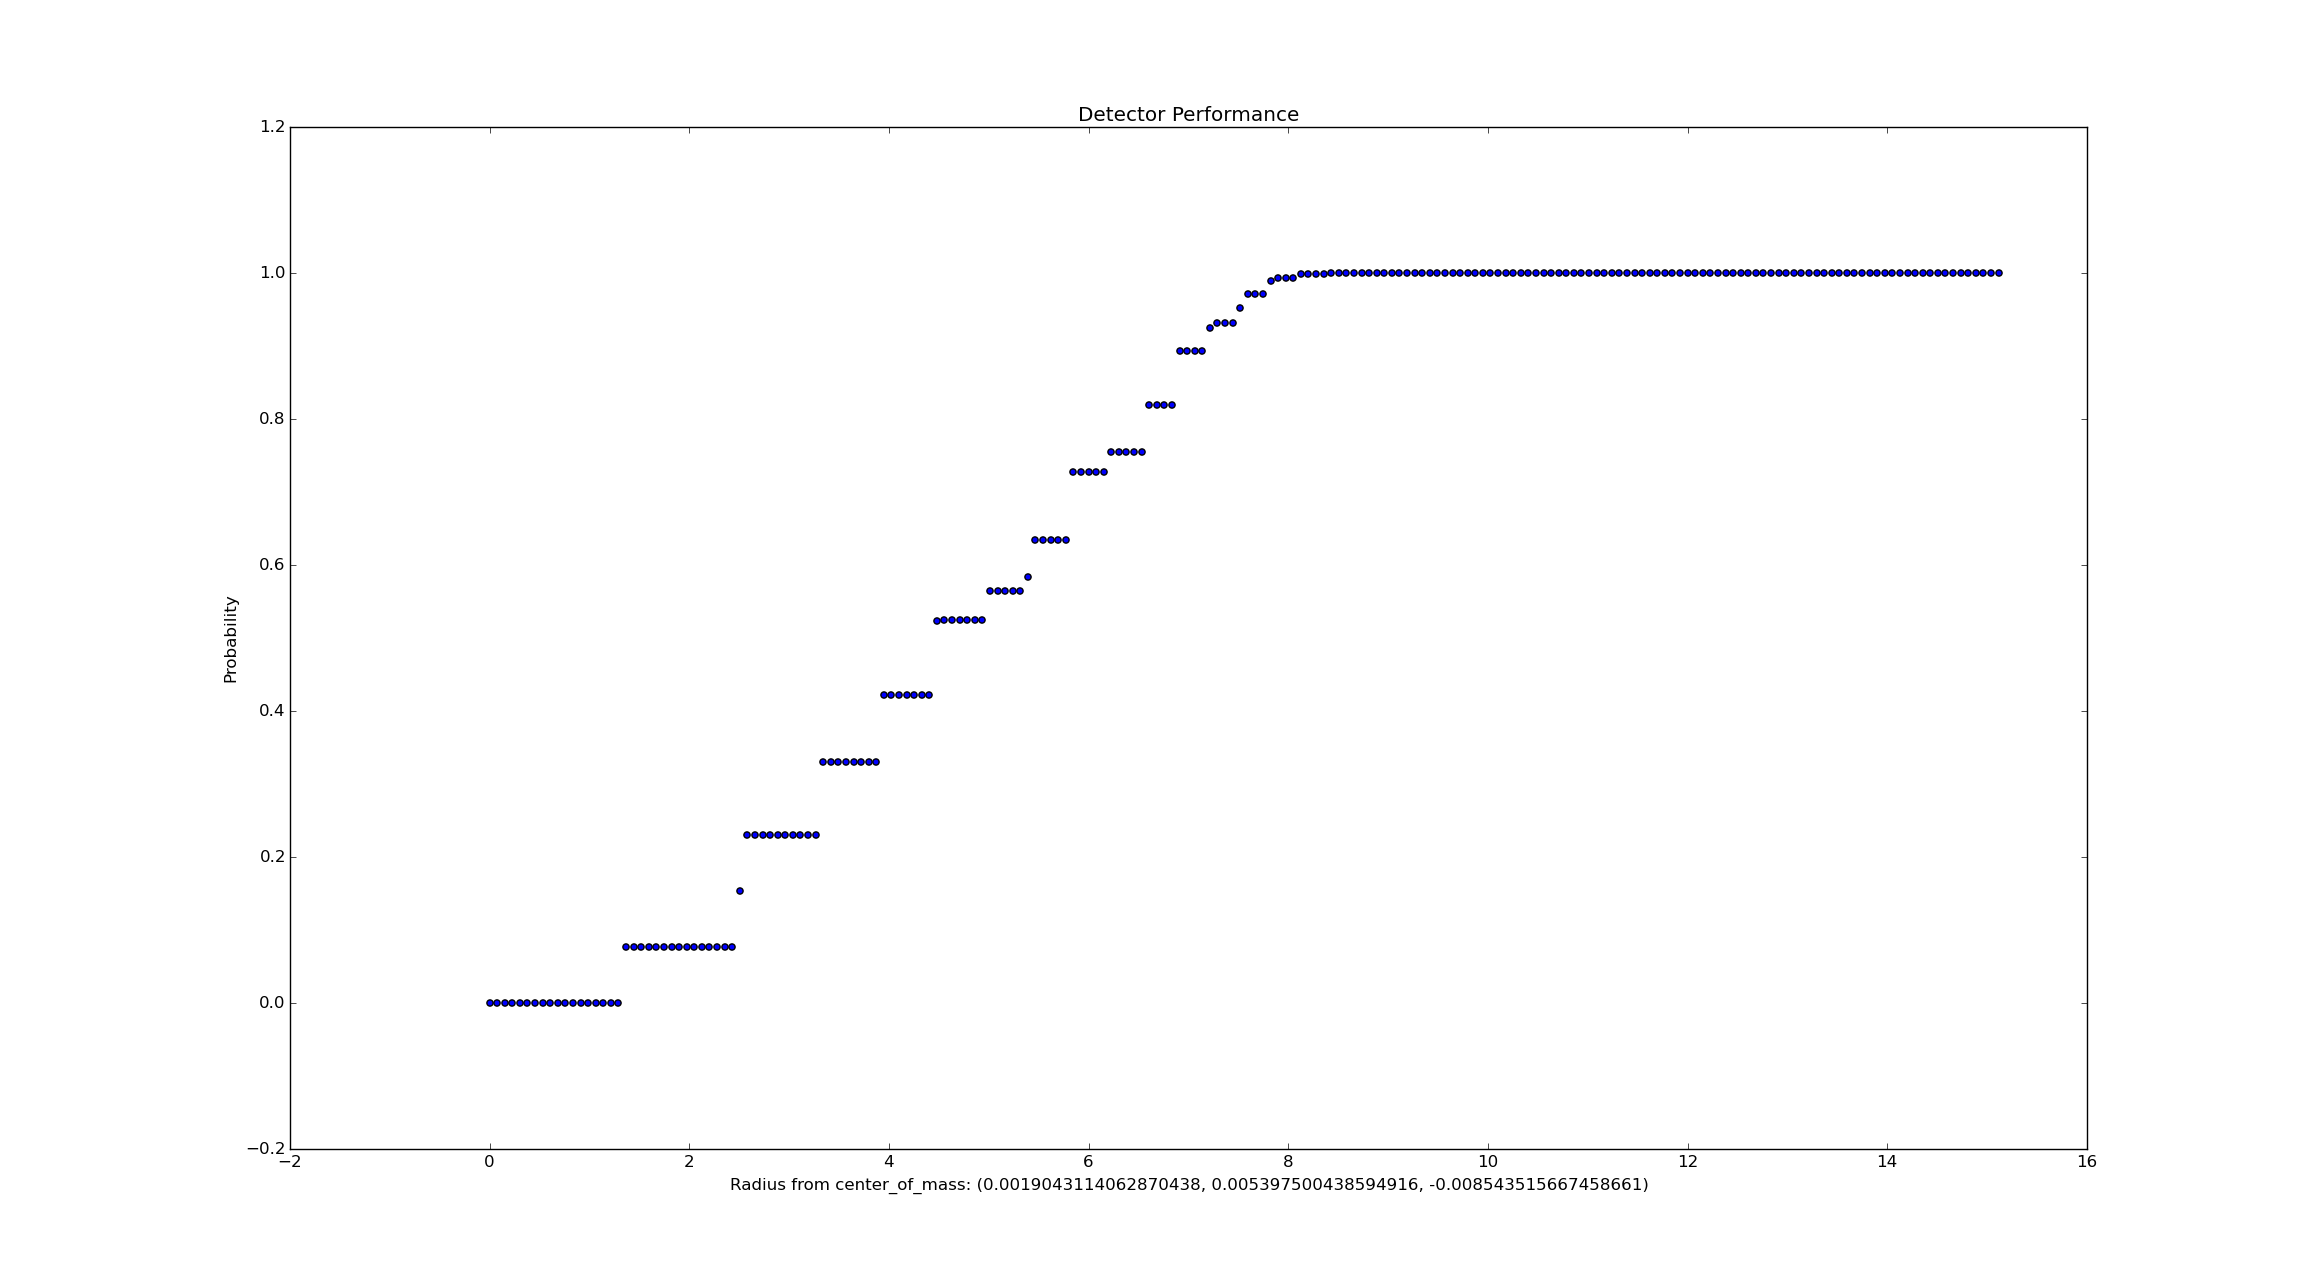 Detector Performance
1.2
1.0
0.8
0.6
0.4
0.2
0.0
−0.2
Probability
−2 0 2 4 6 8 10 12 14 16
Radius from center_of_mass: (0.0019043114062870438, 0.005397500438594916, -0.008543515667458661)